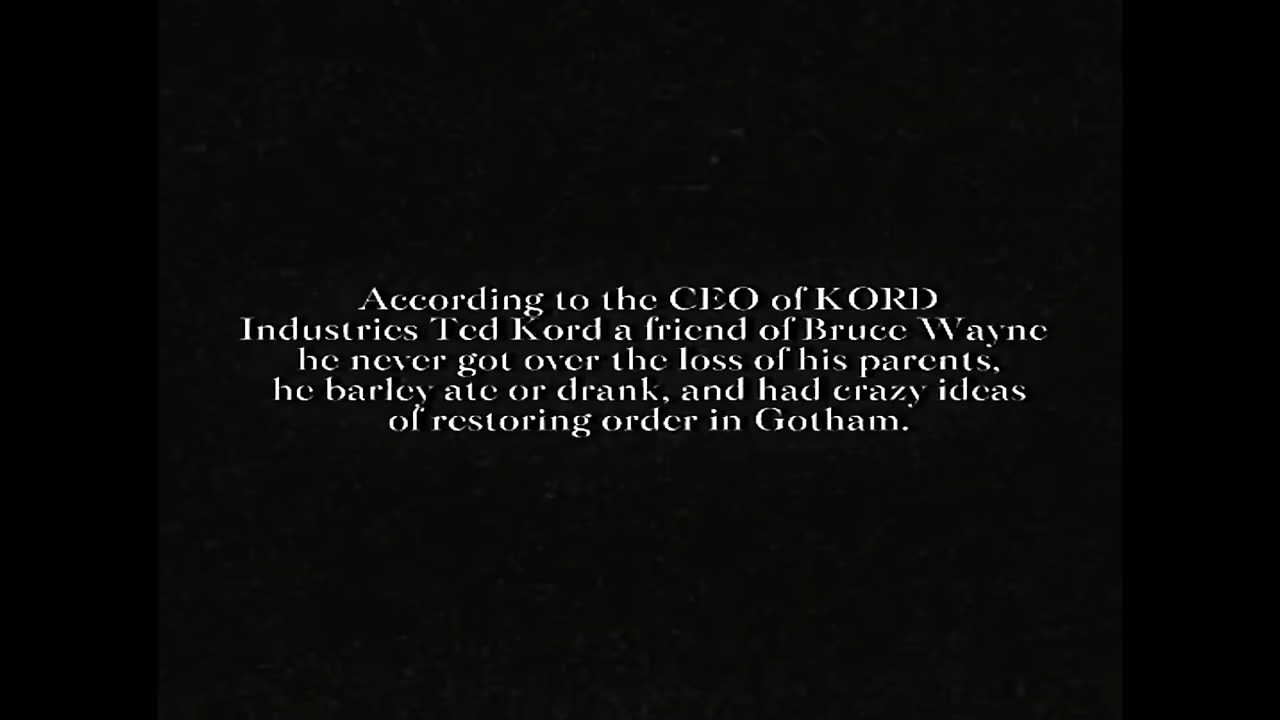 According to the CEO of KORD
Industries Ted Kord a friend of Bruce Wayne
he never got over the loss of his parents,
he barley ate or drank, and had crazy ideas
of restoring order in Gotham.